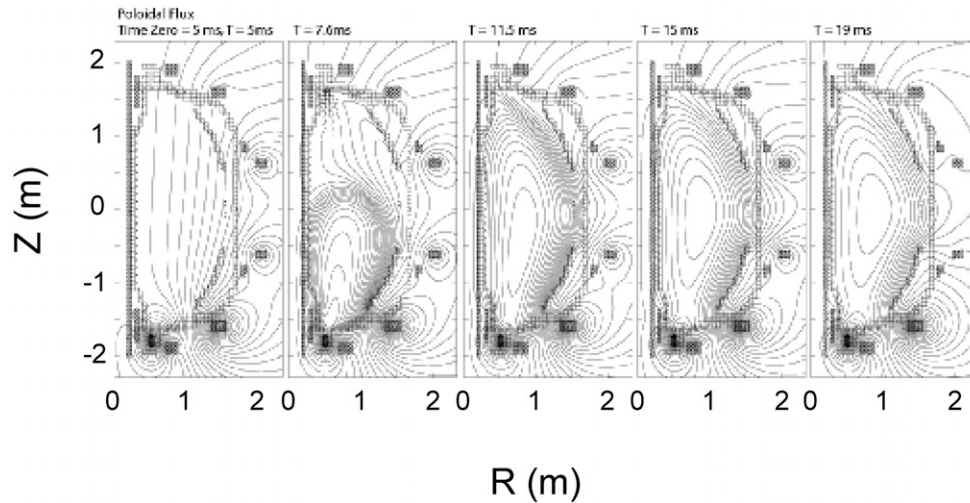 Poloidal Flux
Time Zero = 5 ms, T = 5ms
T = 7.6ms
T = 11.5 ms
T = 15 ms
T = 19 ms
2
1
0
-1
-2
Z (m)
0 1 2 0 1 2 0 1 2 0 1 2 0 1 2
R (m)